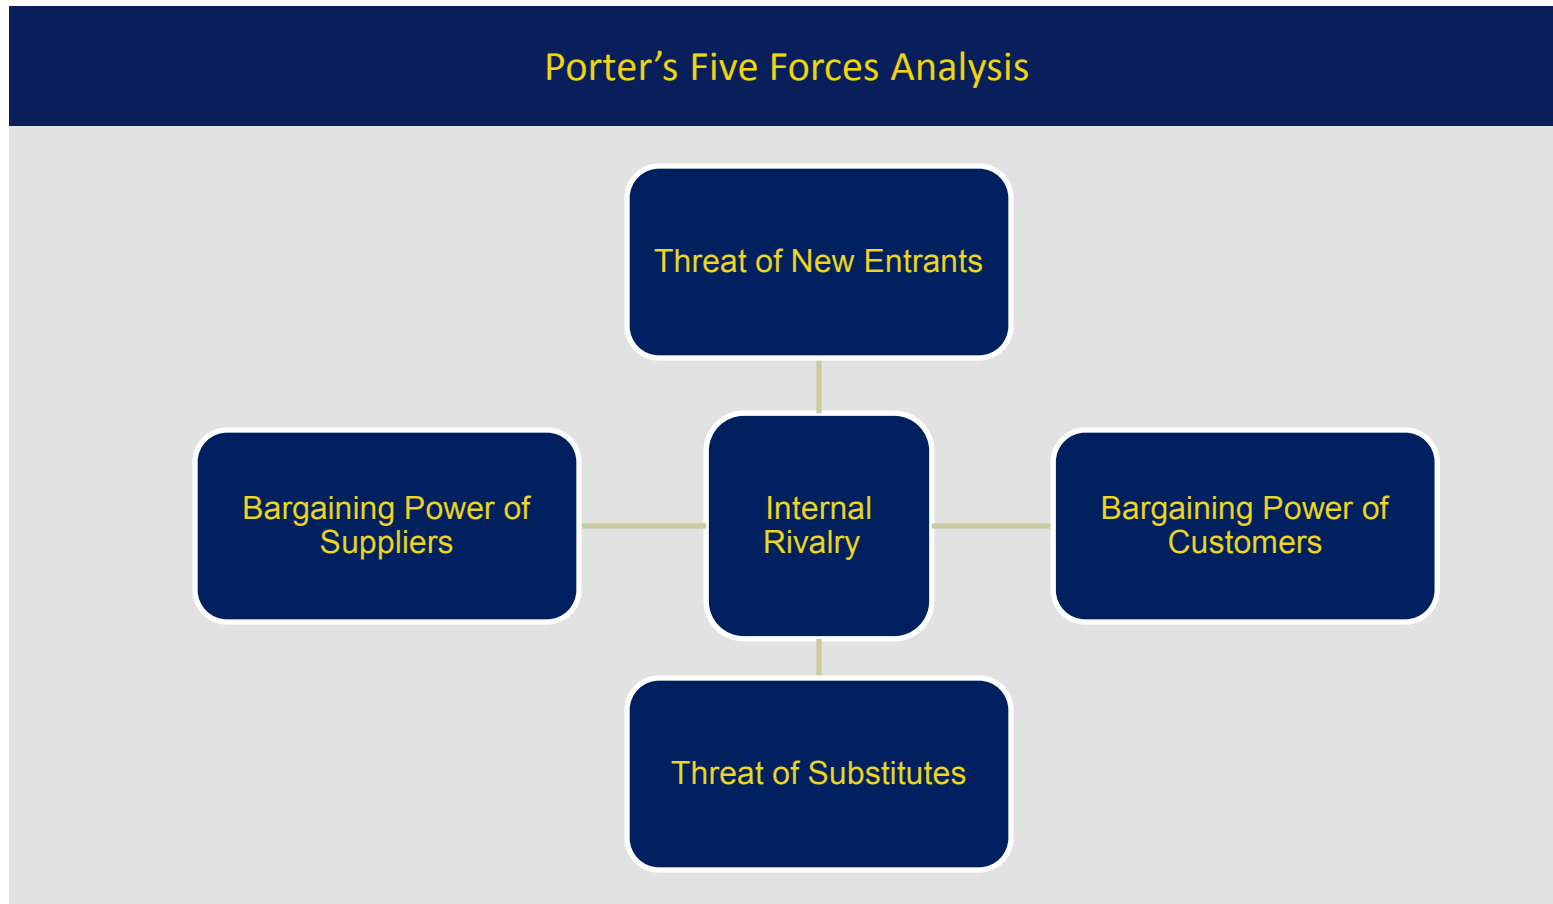 Porter’s Five Forces Analysis
Threat of New Entrants
Bargaining Power of
Suppliers
Internal
Rivalry
Bargaining Power of
Customers
Threat of Substitutes